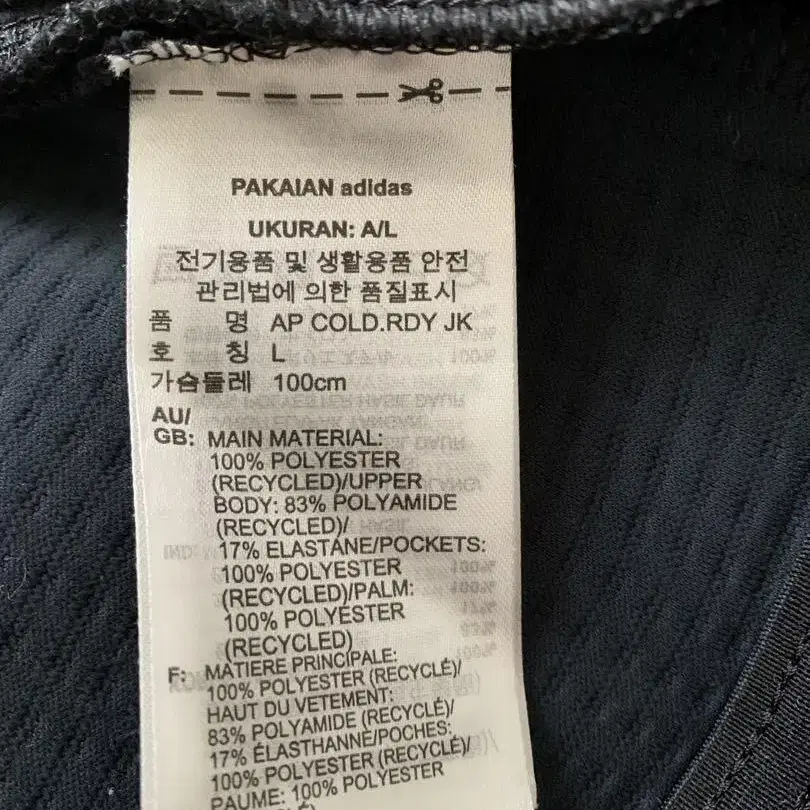 PAKAIAN adidas
UKURAN: A/L
전기용품 및 생활용품 안전
관리법에 의한 품질표시
품 명 AP COLD.RDY JK
호 칭 L
가슴둘레 100cm
AU/
GB: MAIN MATERIAL:
100% POLYESTER
(RECYCLED)/UPPER
BODY: 83% POLYAMIDE
(RECYCLED)/
17% ELASTANE/POCKETS:
100% POLYESTER
(RECYCLED)/PALM:
100% POLYESTER
(RECYCLED)
F: MATIERE PRINCIPALE:
100% POLYESTER (RECYCLÉ)/
HAUT DU VETEMENT:
83% POLYAMIDE (RECYCLÉ)/
17% ÉLASTHANNE/POCHES:
100% POLYESTER (RECYCLÉ)/
PAUME: 100% POLYESTER